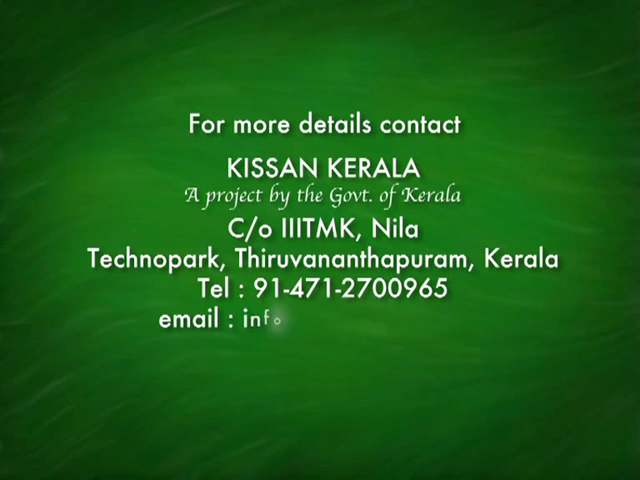 For more details contact
KISSAN KERALA
A project by the Govt. of Kerala
C/o IIITMK, Nila
Technopark, Thiruvananthapuram, Kerala
Tel : 91-471-2700965
email : info